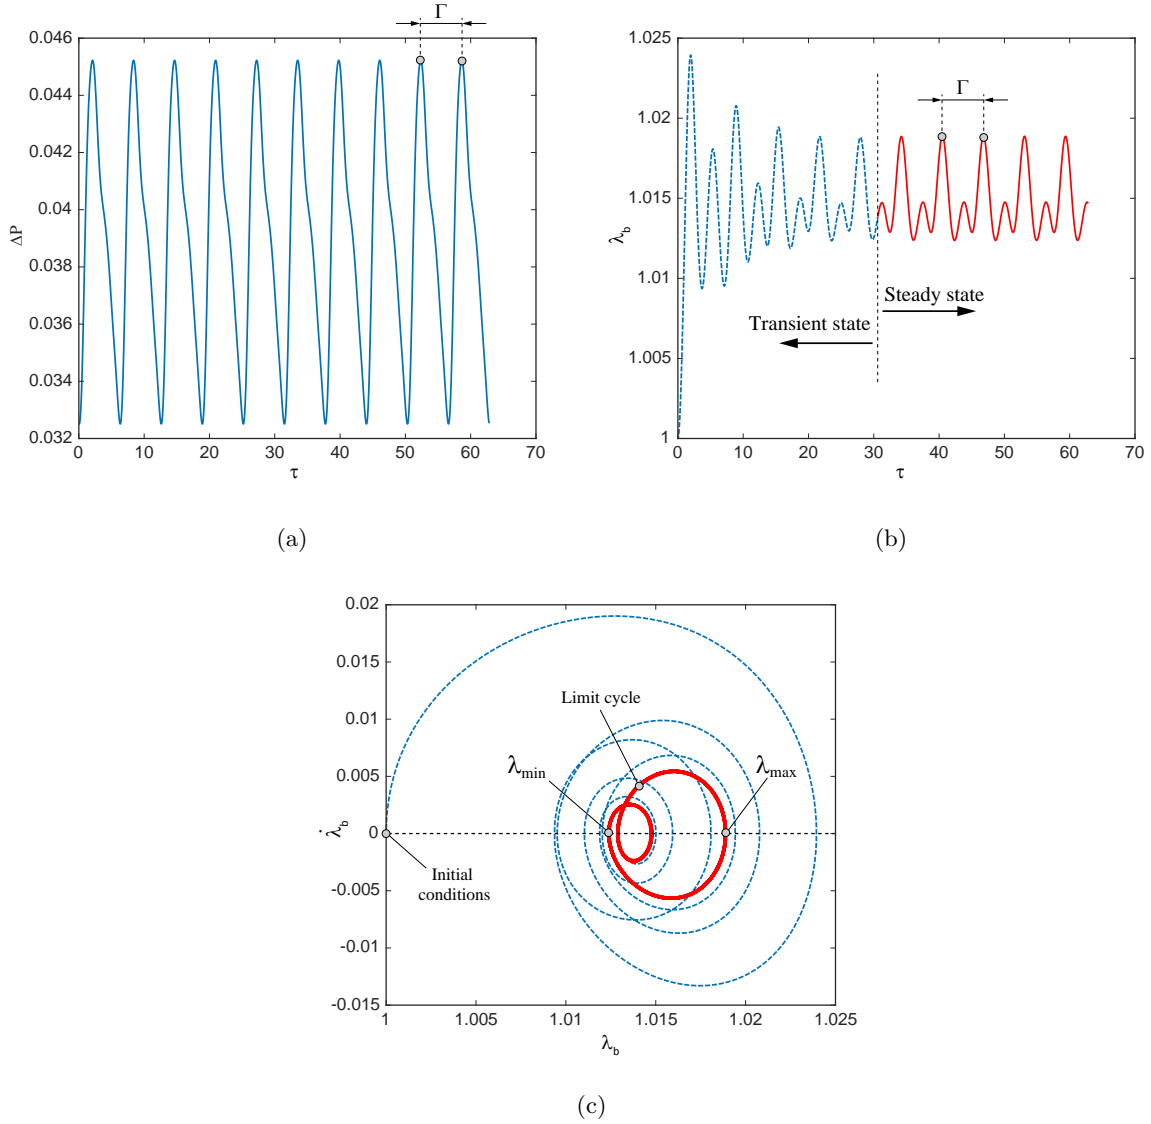 Γ
0.046
0.044
0.042
0.04
0.038
0.036
0.034
0.032
ΔP
0 10 20 30 40 50 60 70
τ
(a)
1.025
1.02
1.015
1.01
1.005
1
λb
Γ
Steady state
Transient state
0 10 20 30 40 50 60 70
τ
(b)
0.02
0.015
0.01
0.005
0
-0.005
-0.01
-0.015
λ̇b
Limit cycle
λmin
λmax
Initial
conditions
1 1.005 1.01 1.015 1.02 1.025
λb
(c)